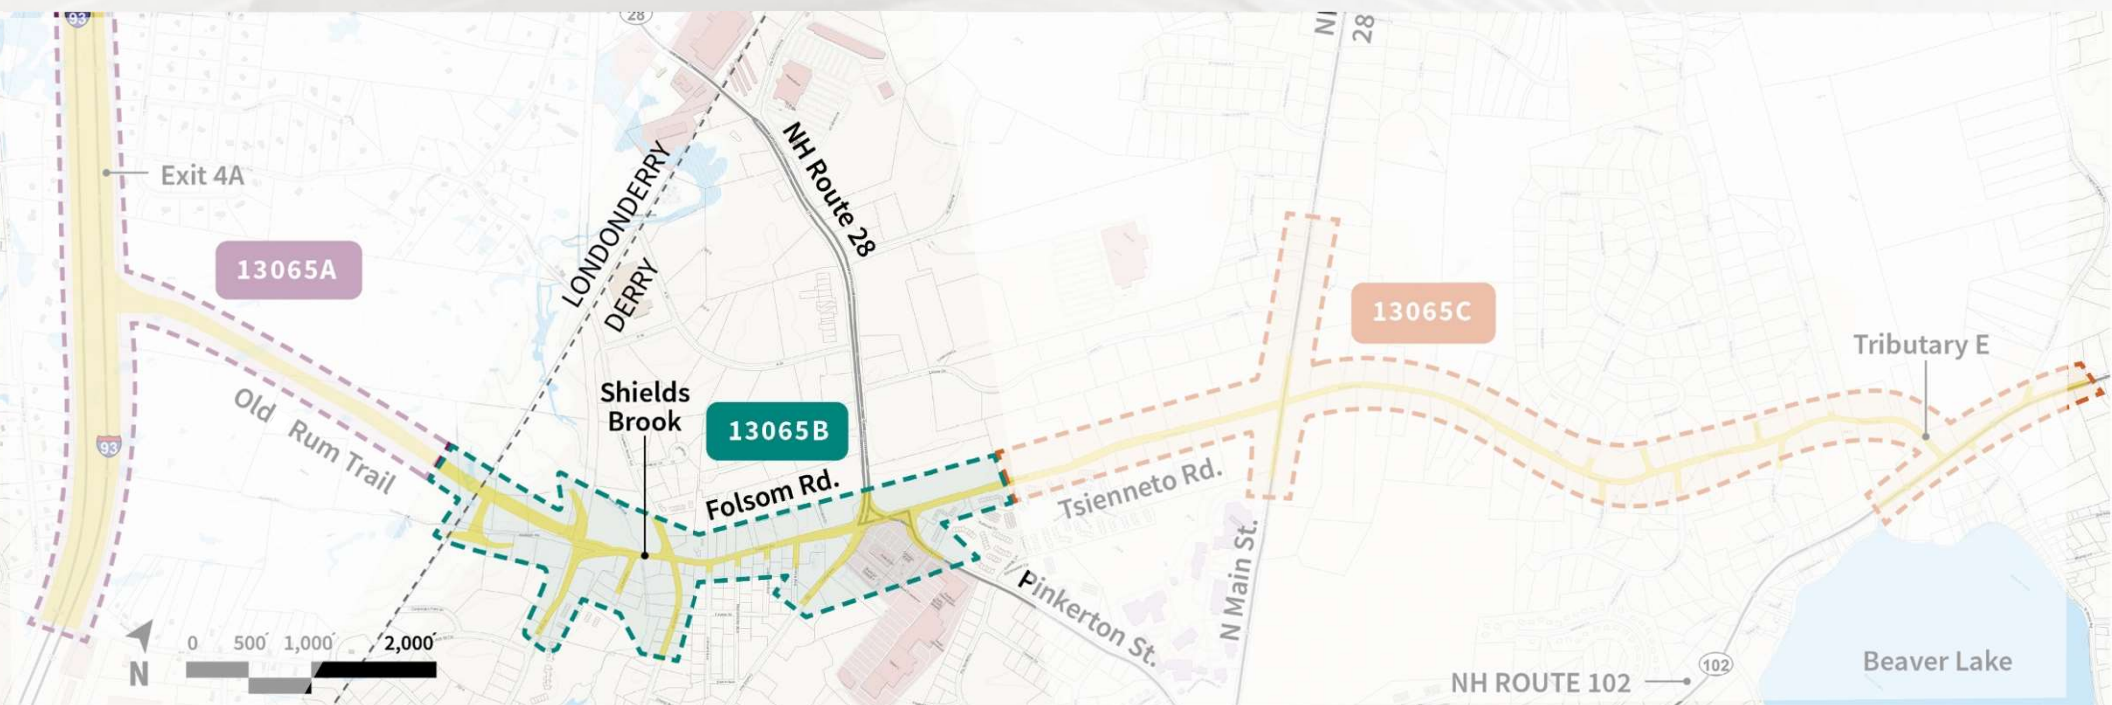 93
28
NH
28
Exit 4A
NH Route 28
LONDONDERRY
DERRY
13065A
13065C
Tributary E
Shields
Brook
13065B
Old Rum Trail
93
Folsom Rd.
Tsienneto Rd.
Pinkerton St.
N Main St.
0 500′ 1,000′ 2,000′
N
NH ROUTE 102
102
Beaver Lake